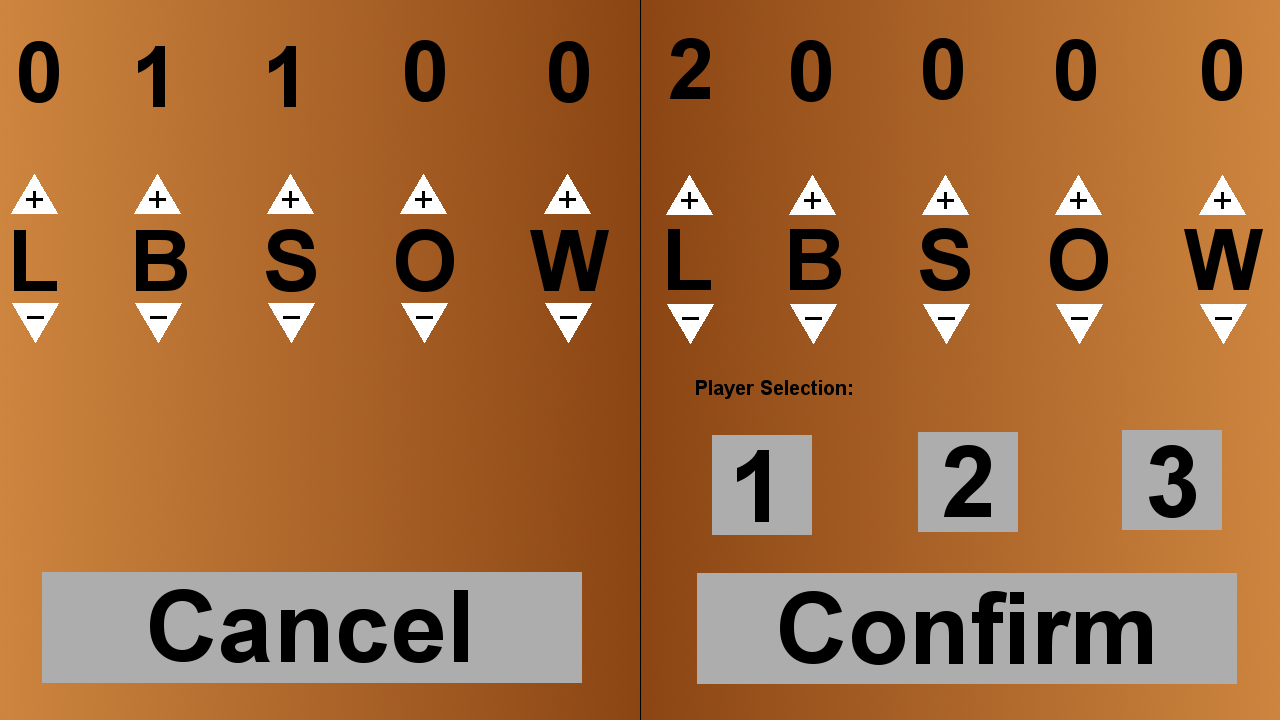 0 1 1 0 0
+ + + + +
L B S O W
- - - - -
Cancel
2 0 0 0 0
+ + + + +
L B S O W
- - - - -
Player Selection:
1 2 3
Confirm